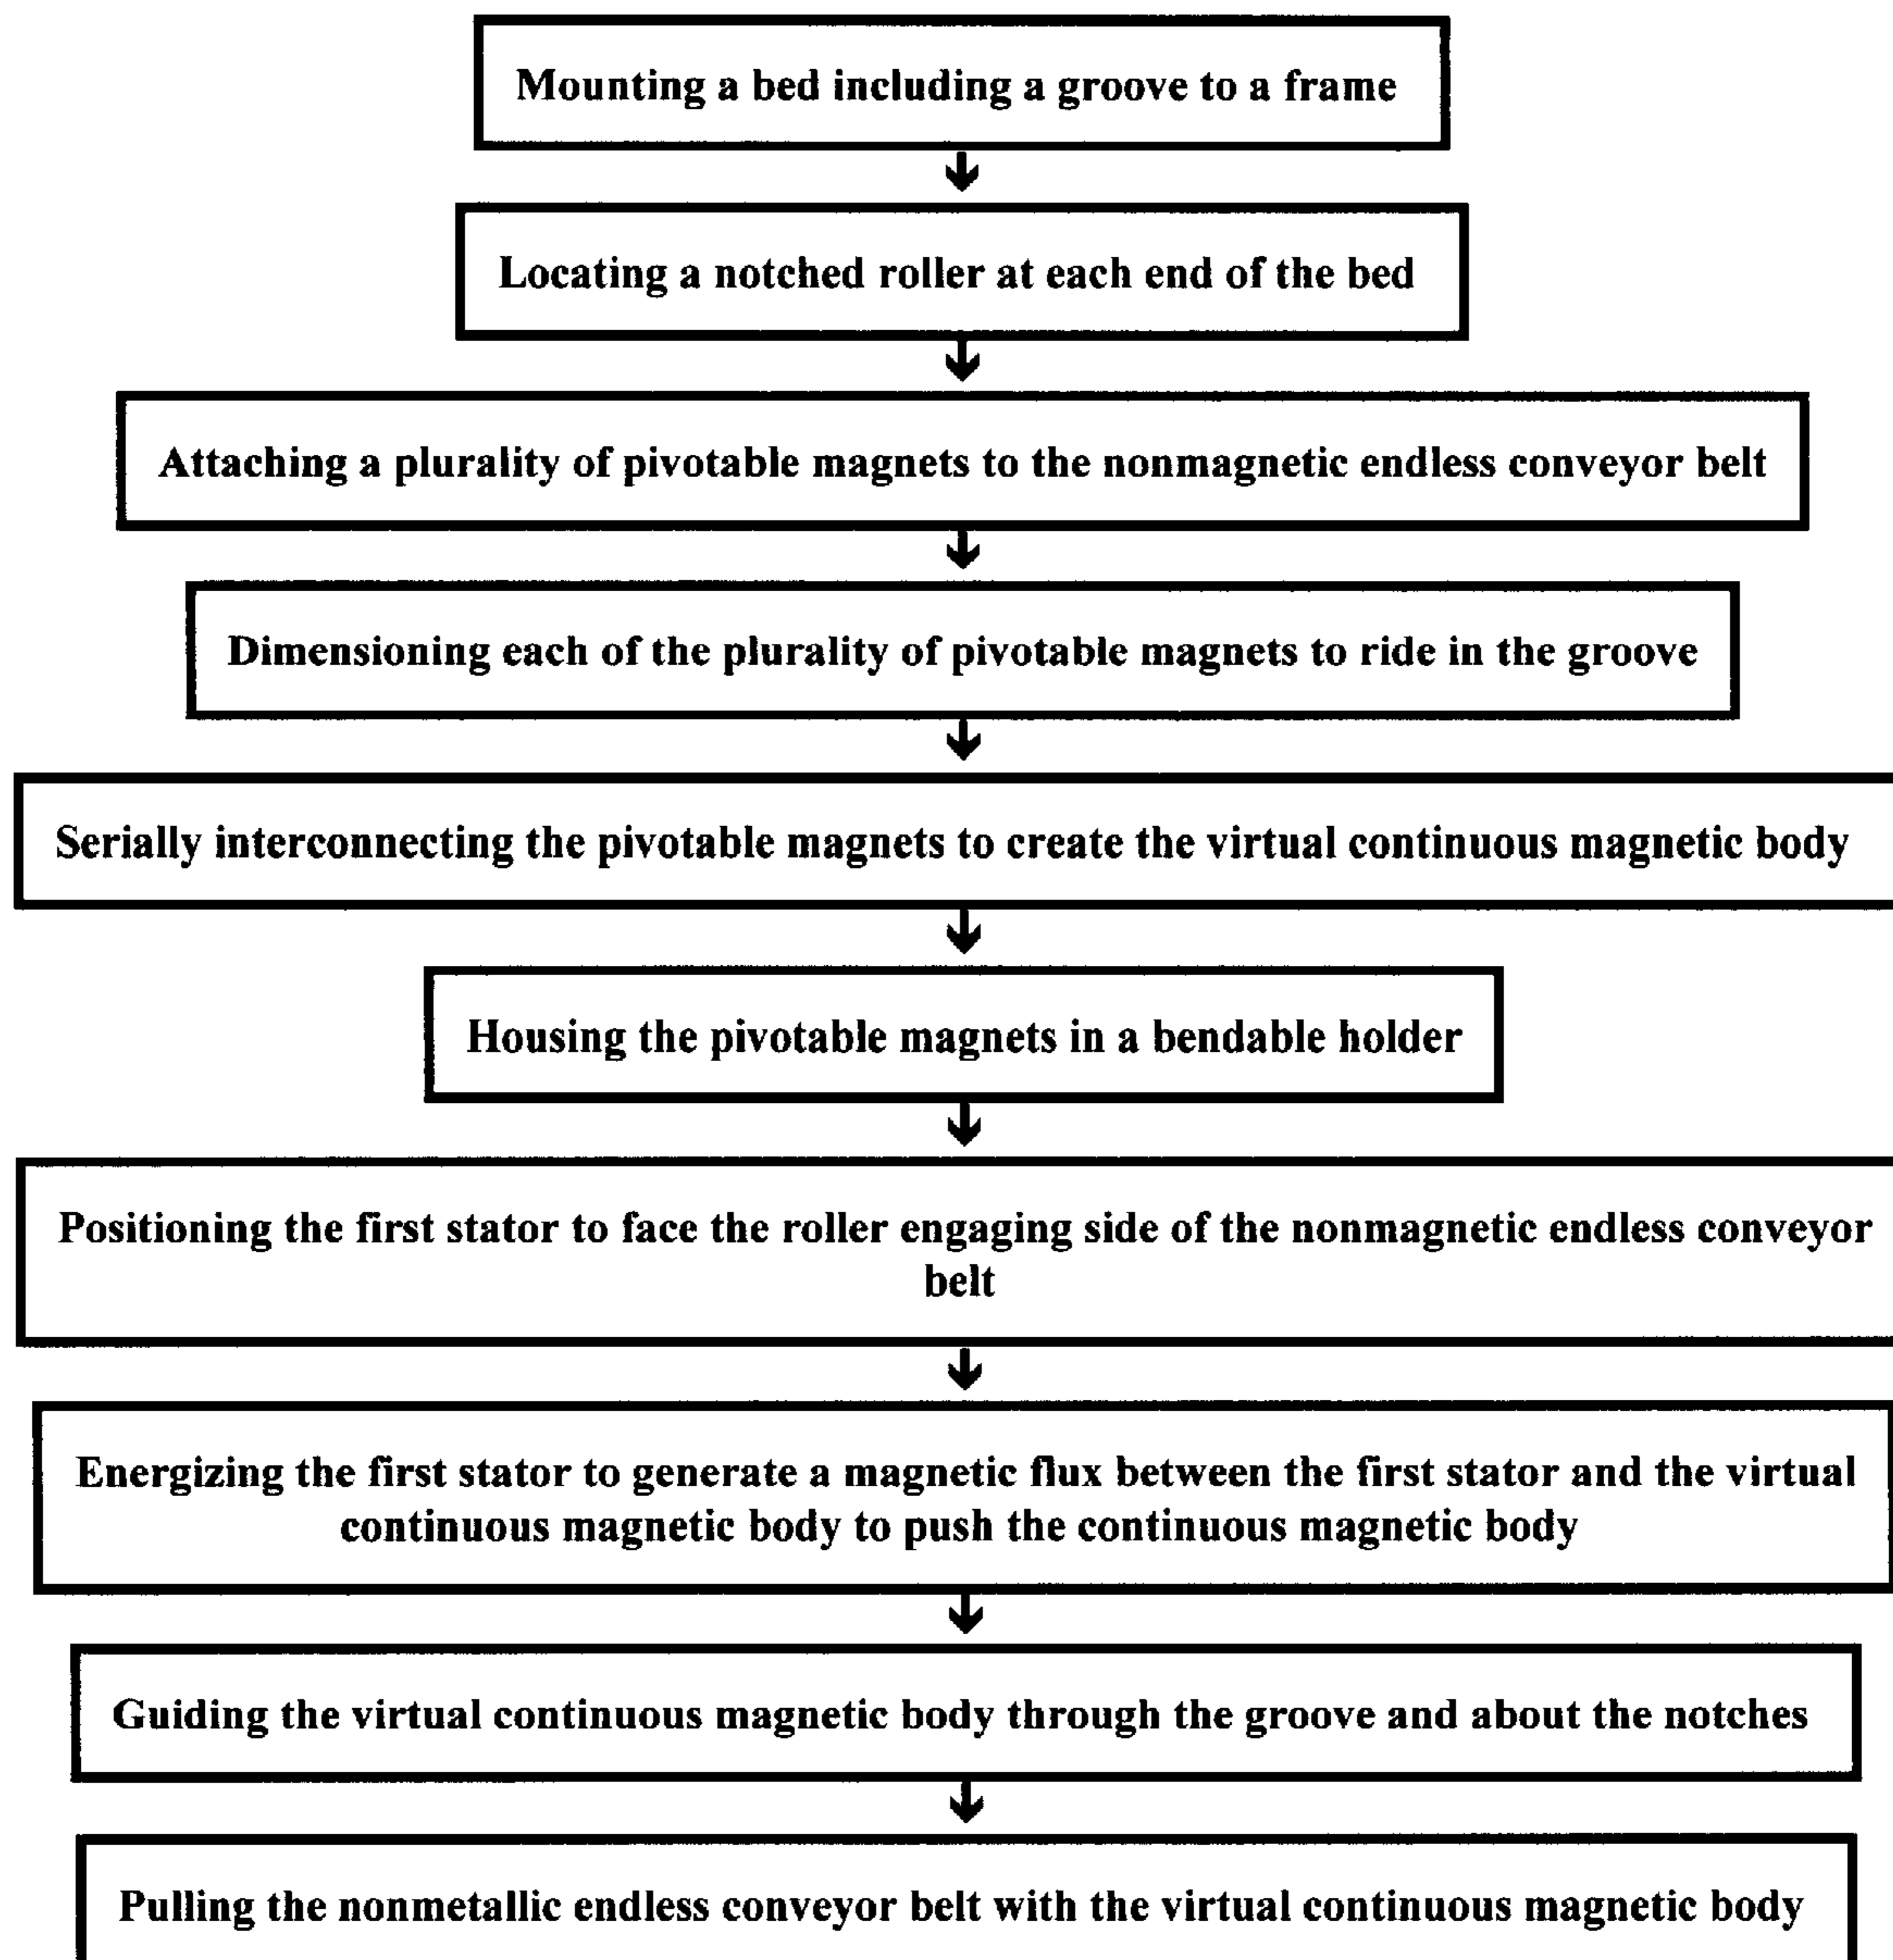 Mounting a bed including a groove to a frame
Locating a notched roller at each end of the bed
Attaching a plurality of pivotable magnets to the nonmagnetic endless conveyor belt
Dimensioning each of the plurality of pivotable magnets to ride in the groove
Serially interconnecting the pivotable magnets to create the virtual continuous magnetic body
Housing the pivotable magnets in a bendable holder
Positioning the first stator to face the roller engaging side of the nonmagnetic endless conveyor
belt
Energizing the first stator to generate a magnetic flux between the first stator and the virtual
continuous magnetic body to push the continuous magnetic body
Guiding the virtual continuous magnetic body through the groove and about the notches
Pulling the nonmetallic endless conveyor belt with the virtual continuous magnetic body